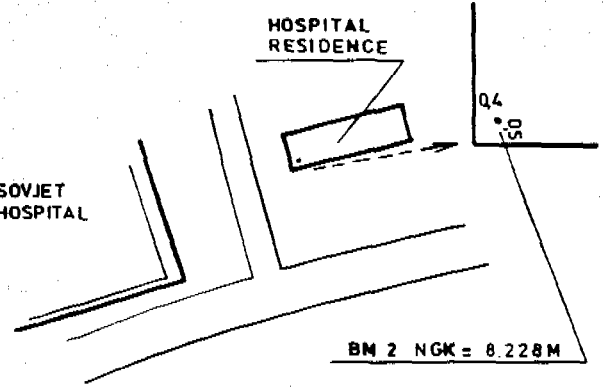 HOSPITAL
RESIDENCE
0,4
0,5
SOVJET
HOSPITAL
BM 2 NGK = 8.228M